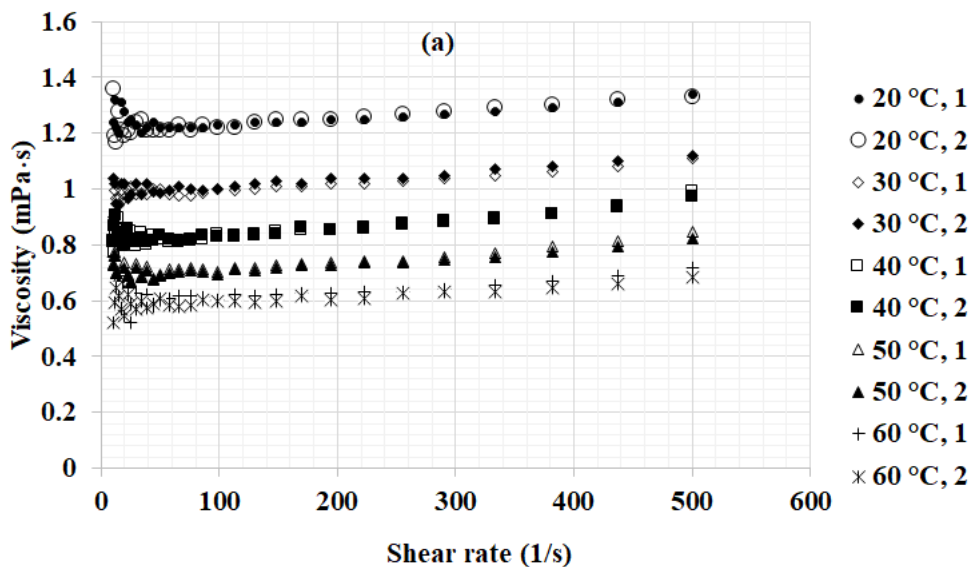 (a)
Viscosity (mPa·s)
1.6
1.4
1.2
1
0.8
0.6
0.4
0.2
0
0 100 200 300 400 500 600
Shear rate (1/s)
20 °C, 1
20 °C, 2
30 °C, 1
30 °C, 2
40 °C, 1
40 °C, 2
50 °C, 1
50 °C, 2
60 °C, 1
60 °C, 2